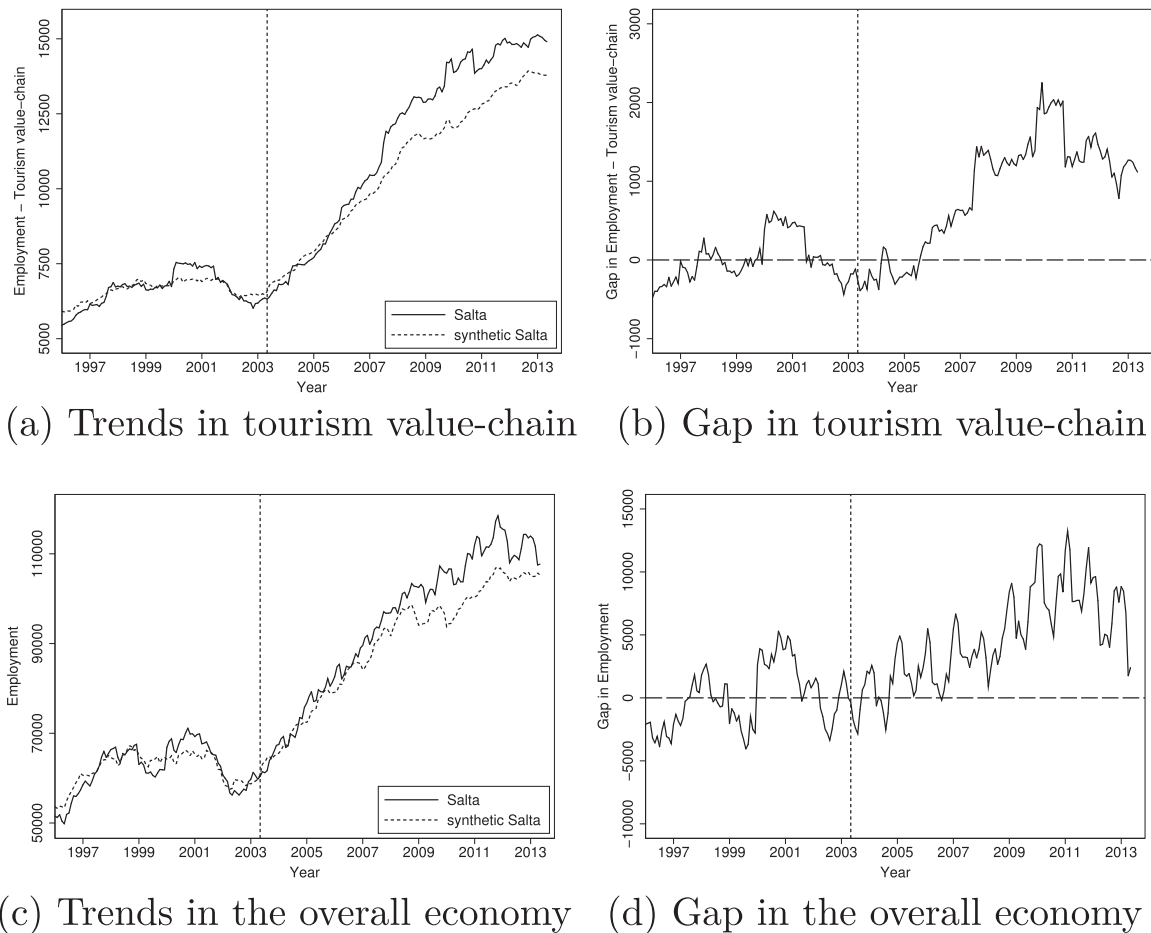 Employment – Tourism value–chain
15000
12500
10000
7500
5000
Salta
synthetic Salta
1997 1999 2001 2003 2005 2007 2009 2011 2013
Year
(a) Trends in tourism value-chain
Gap in Employment – Tourism value–chain
3000
2000
1000
0
−1000
1997 1999 2001 2003 2005 2007 2009 2011 2013
Year
(b) Gap in tourism value-chain
Employment
110000
90000
70000
50000
Salta
synthetic Salta
1997 1999 2001 2003 2005 2007 2009 2011 2013
Year
(c) Trends in the overall economy
Gap in Employment
15000
10000
5000
0
−5000
−10000
1997 1999 2001 2003 2005 2007 2009 2011 2013
Year
(d) Gap in the overall economy